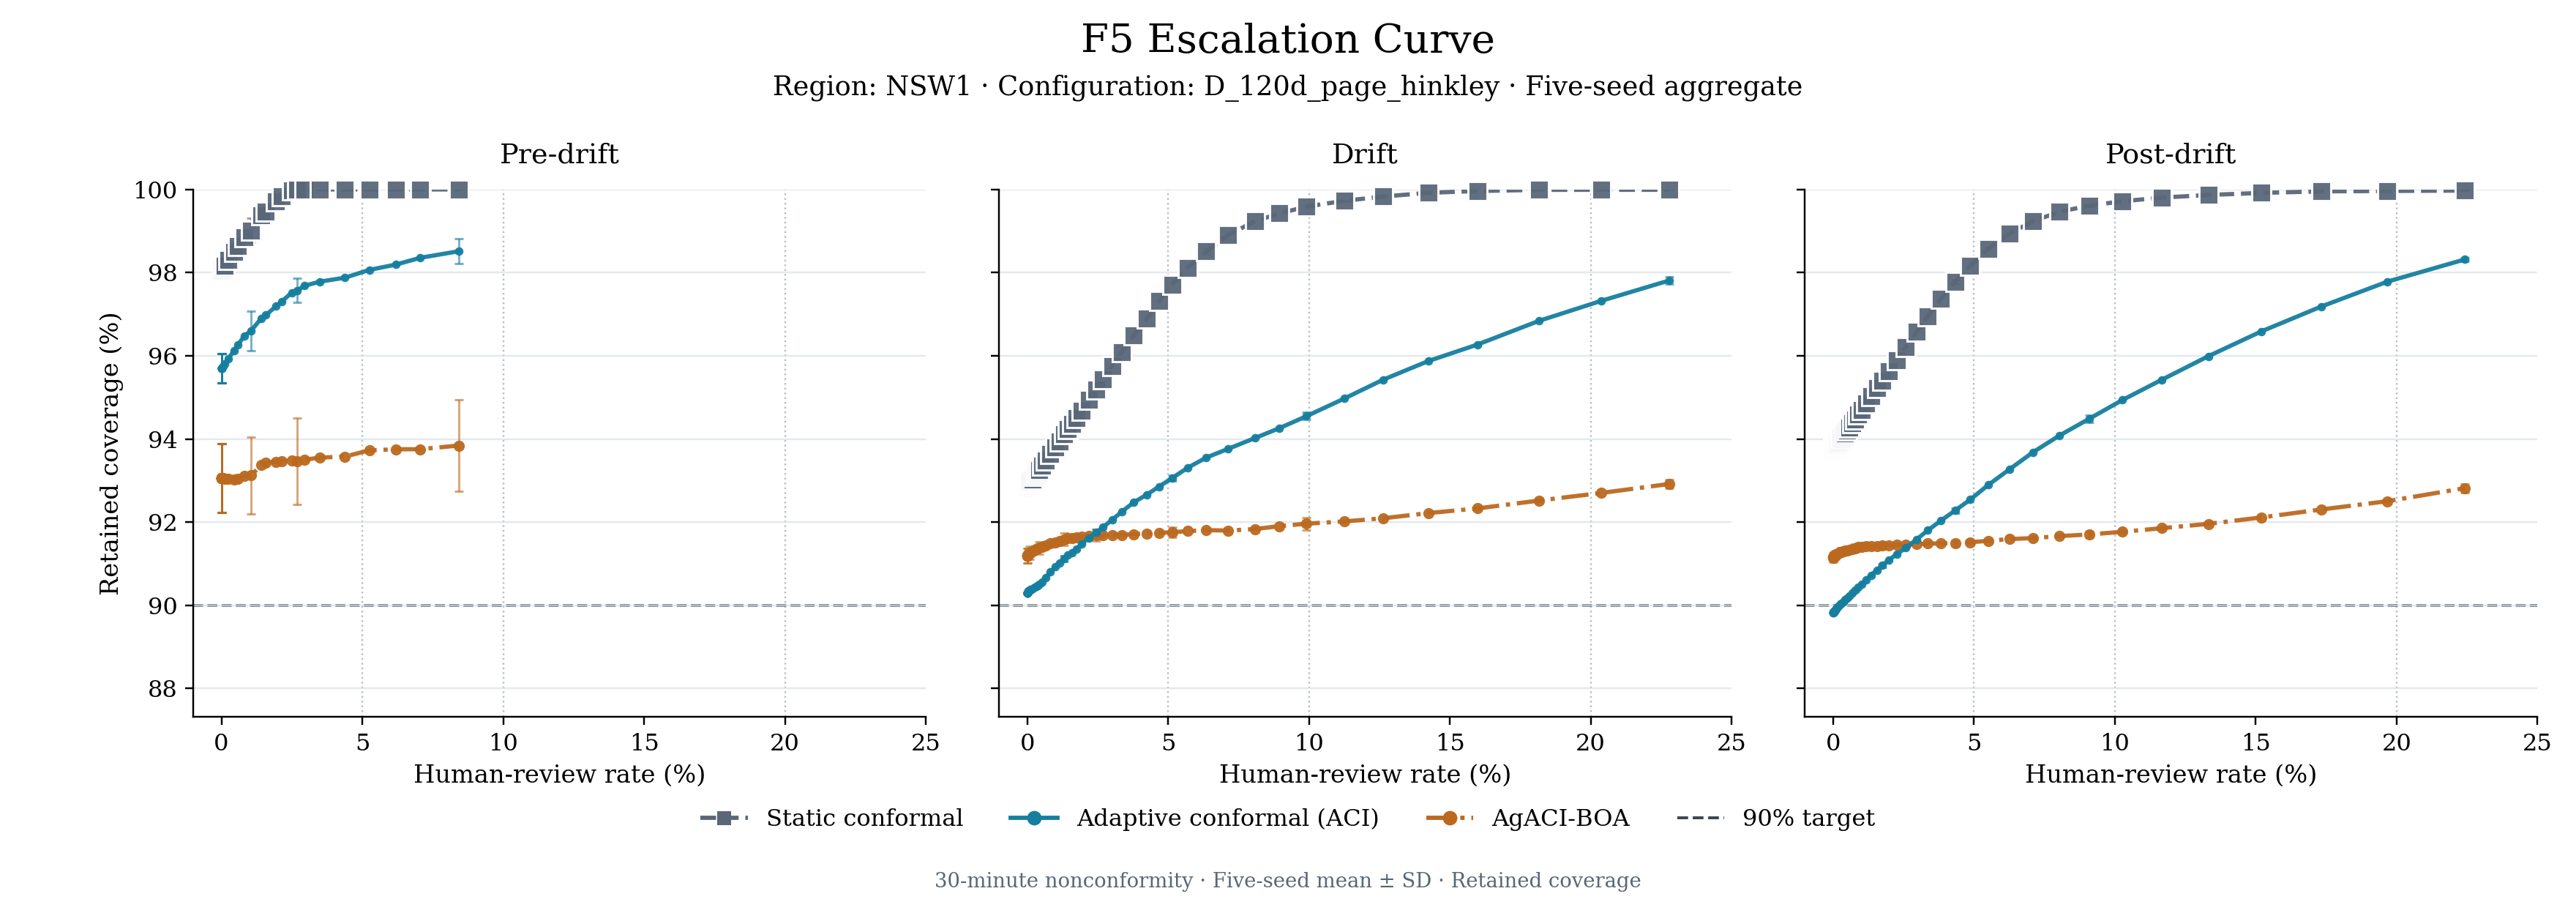 F5 Escalation Curve
Region: NSW1 · Configuration: D_120d_page_hinkley · Five-seed aggregate
Pre-drift
Drift
Post-drift
Retained coverage (%)
100
98
96
94
92
90
88
0 5 10 15 20 25
0 5 10 15 20 25
0 5 10 15 20 25
Human-review rate (%)
Human-review rate (%)
Human-review rate (%)
Static conformal
Adaptive conformal (ACI)
AgACI-BOA
90% target
30-minute nonconformity · Five-seed mean ± SD · Retained coverage